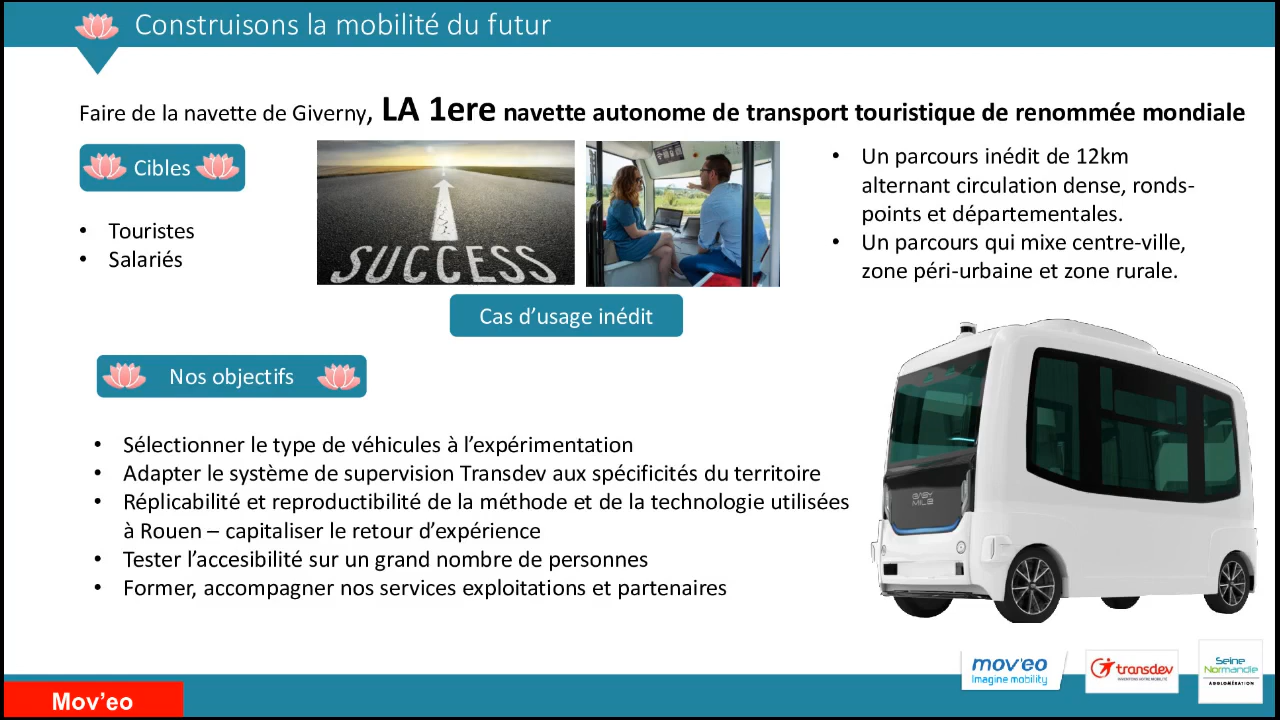 Construisons la mobilité du futur
Faire de la navette de Giverny, LA 1ere navette autonome de transport touristique de renommée mondiale
Cibles
• Touristes
• Salariés
SUCCESS
Cas d’usage inédit
• Un parcours inédit de 12km
alternant circulation dense, ronds-
points et départementales.
• Un parcours qui mixe centre-ville,
zone péri-urbaine et zone rurale.
Nos objectifs
• Sélectionner le type de véhicules à l’expérimentation
• Adapter le système de supervision Transdev aux spécificités du territoire
• Réplicabilité et reproductibilité de la méthode et de la technologie utilisées
à Rouen – capitaliser le retour d’expérience
• Tester l’accesibilité sur un grand nombre de personnes
• Former, accompagner nos services exploitations et partenaires
EASY
MILE
mov'eo
Imagine mobility
transdev
Seine
Normandie
AGGLOMÉRATION
Mov’eo